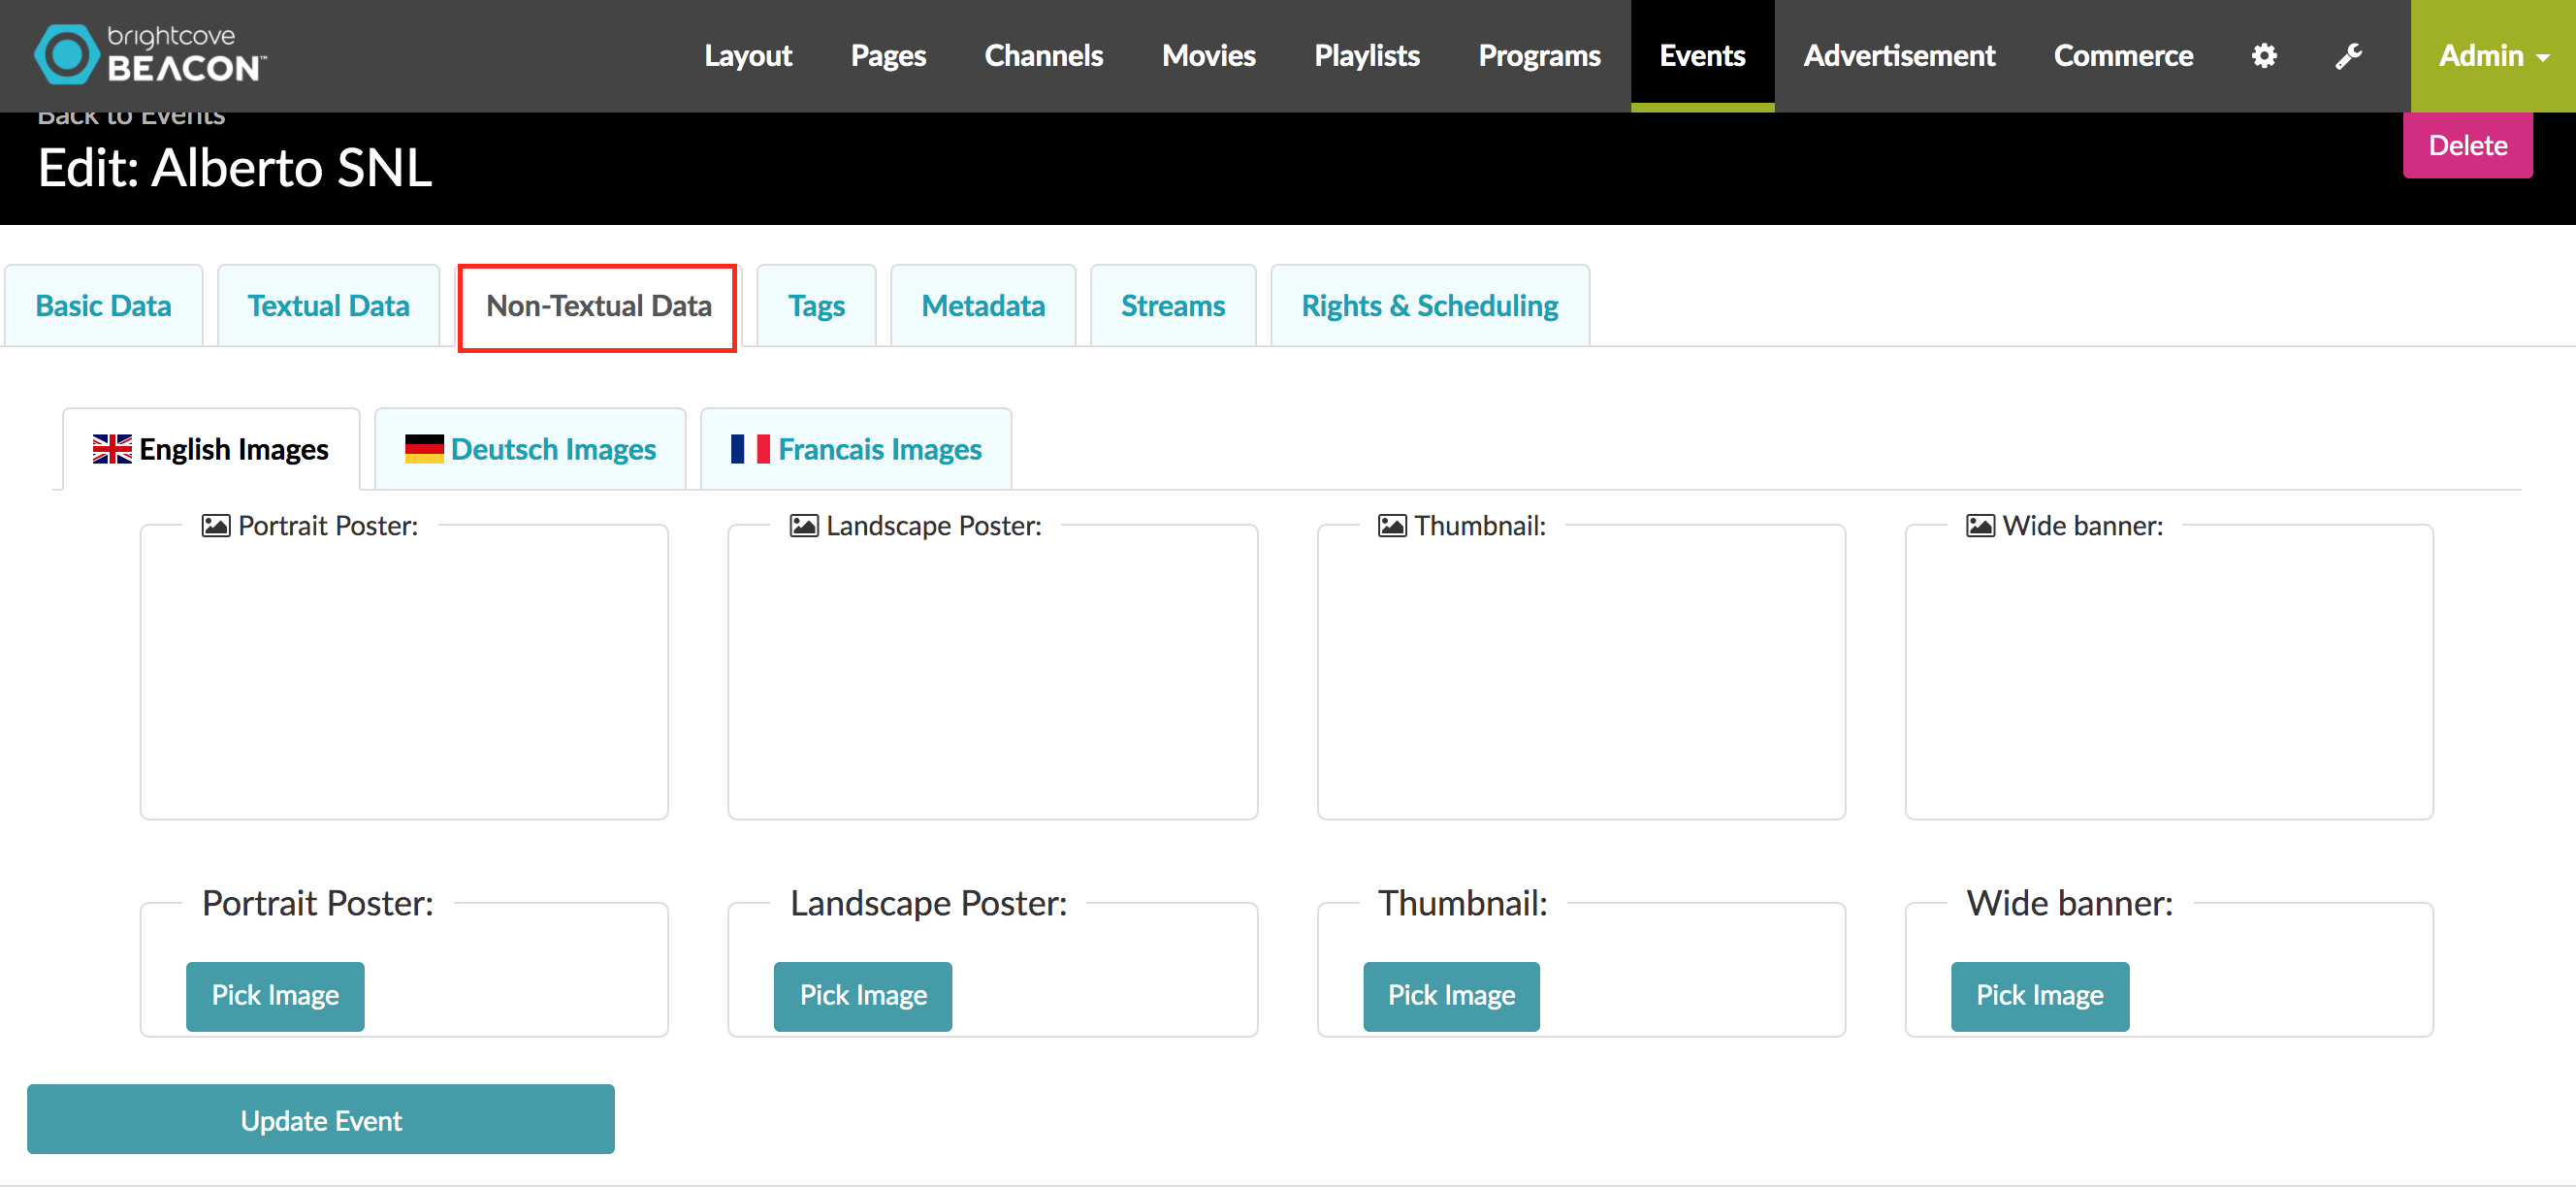 brightcove
BEACON™
Layout Pages Channels Movies Playlists Programs Events Advertisement Commerce Admin
Back to Events
Edit: Alberto SNL
Delete
Basic Data Textual Data Non-Textual Data Tags Metadata Streams Rights & Scheduling
English Images Deutsch Images Francais Images
Portrait Poster: Landscape Poster: Thumbnail: Wide banner:
Portrait Poster: Landscape Poster: Thumbnail: Wide banner:
Pick Image Pick Image Pick Image Pick Image
Update Event